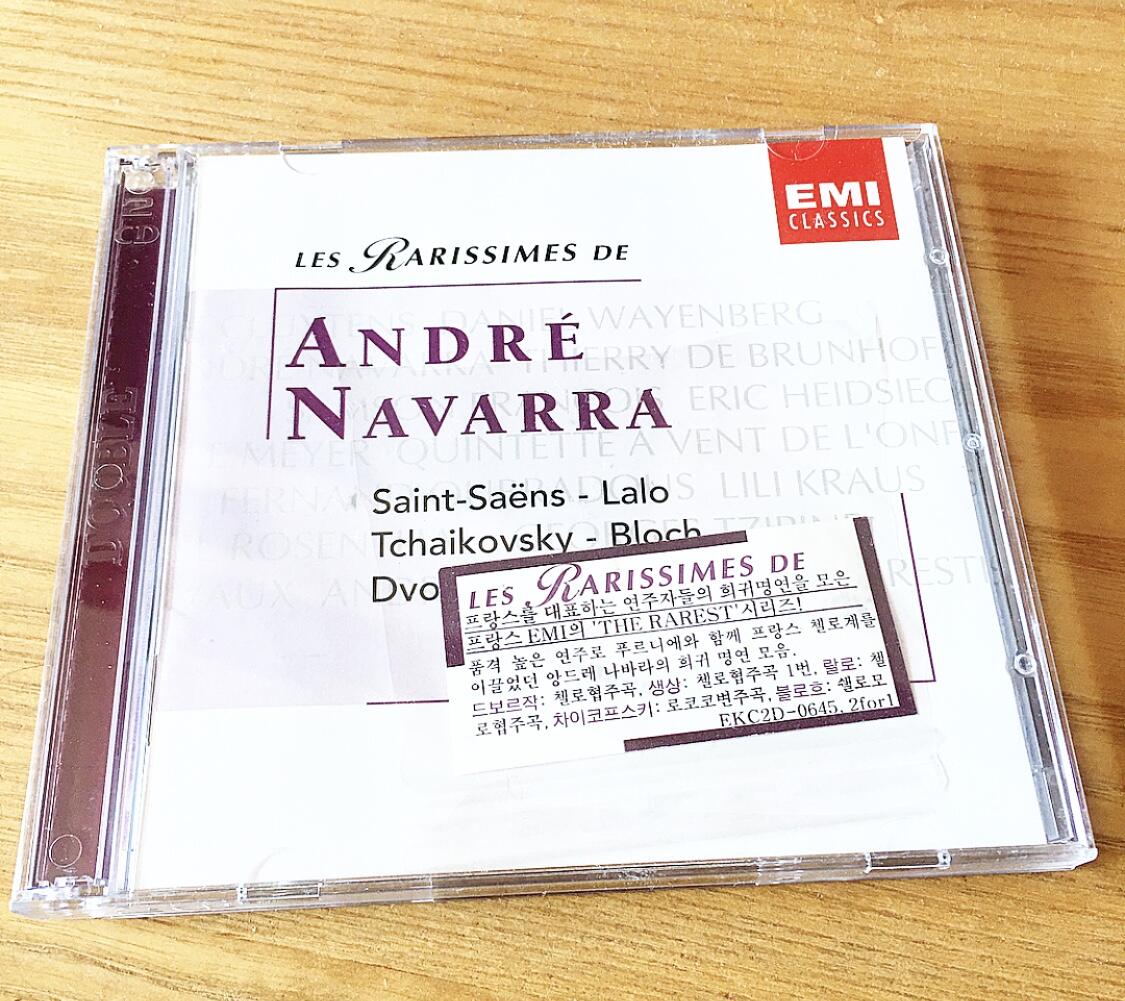 EMI
CLASSICS
LES RARISSIMES DE
ANDRÉ
NAVARRA
DANIEL WAYENBERG
THIERRY DE BRUNHOF
ERIC HEIDSIEC
MEYER QUINTETTE A VENT DE L'ONF
LILI KRAUS
Saint-Saëns - Lalo
Tchaikovsky - Bloch
LES RARISSIMES DE
프랑스를 대표하는 연주자들의 희귀명연을 모은
프랑스 EMI의 'THE RAREST'시리즈!
품격 높은 연주로 푸르니에와 함께 프랑스 첼로계를
이끌었던 앙드레 나바라의 희귀 명연 모음.
드보르작: 첼로협주곡, 생상: 첼로협주곡 1번, 랄로: 첼
로협주곡, 차이코프스키: 로코코변주곡, 블로흐: 쉘로모
EKC2D-0645. 2for1